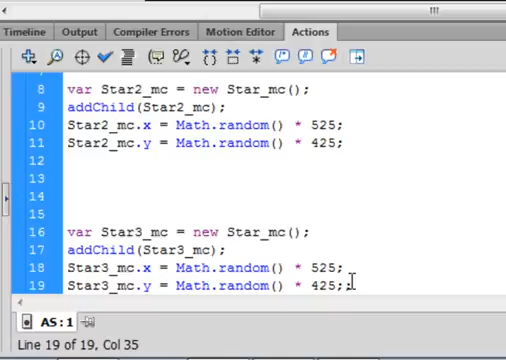 Timeline Output Compiler Errors Motion Editor Actions
8 var Star2_mc = new Star_mc();
9 addChild(Star2_mc);
10 Star2_mc.x = Math.random() * 525;
11 Star2_mc.y = Math.random() * 425;
12
13
14
15
16 var Star3_mc = new Star_mc();
17 addChild(Star3_mc);
18 Star3_mc.x = Math.random() * 525;
19 Star3_mc.y = Math.random() * 425;;
AS:1
Line 19 of 19, Col 35